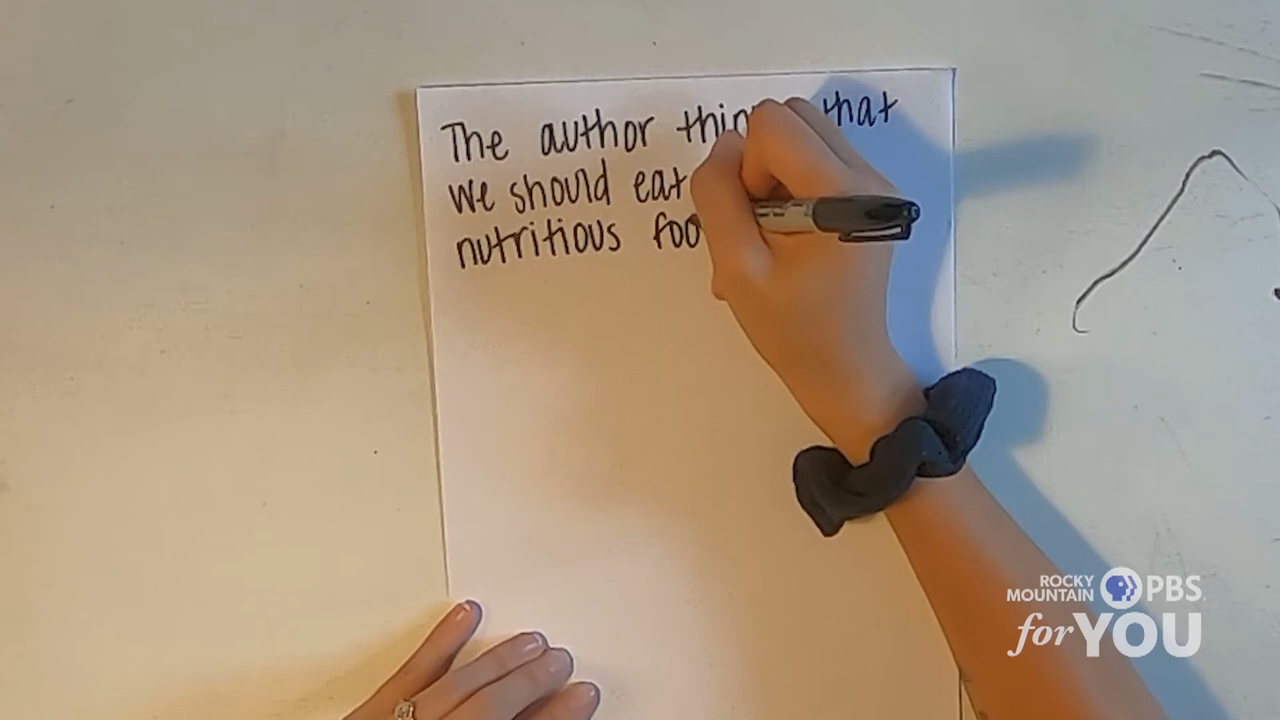 The author that
we should eat
nutritious
ROCKY
MOUNTAIN PBS
for YOU